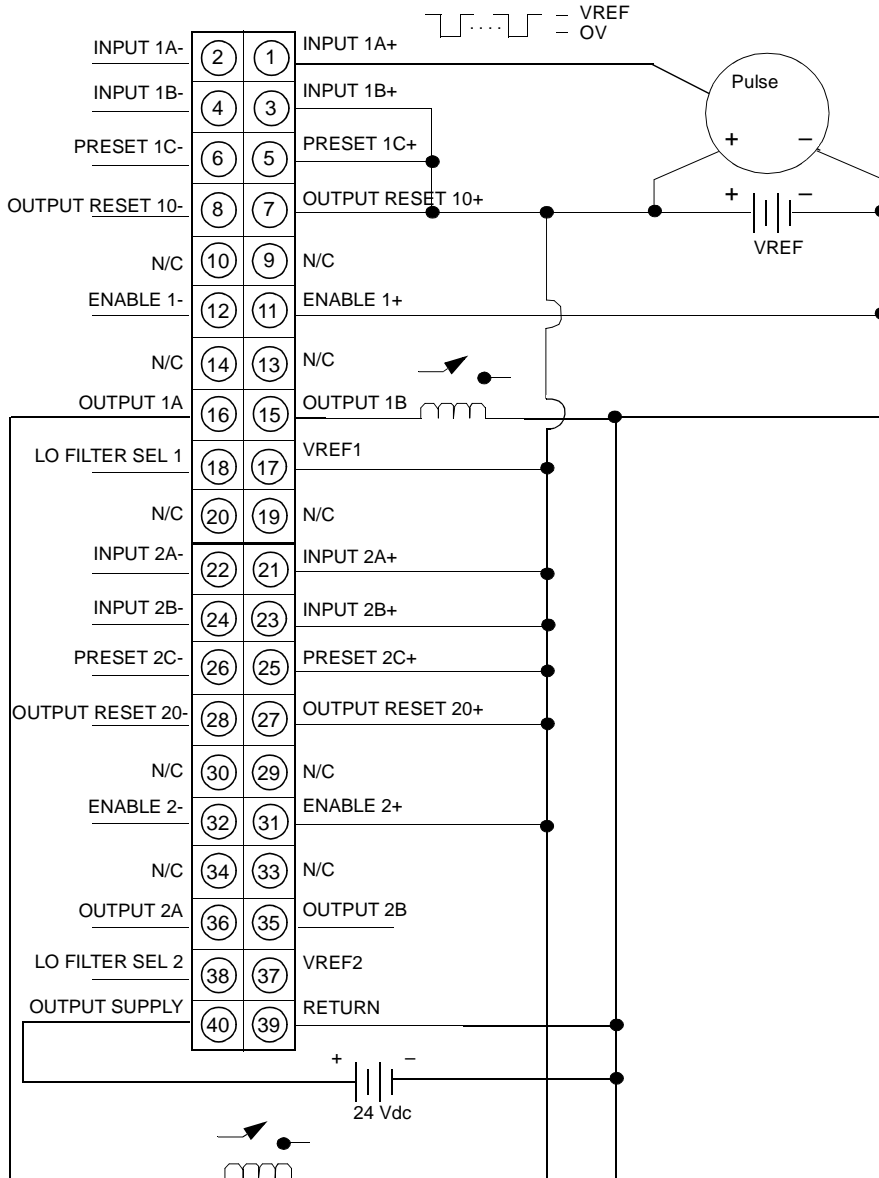 VREF
OV
INPUT 1A- 2 1 INPUT 1A+
Pulse
+ −
INPUT 1B- 4 3 INPUT 1B+
PRESET 1C- 6 5 PRESET 1C+
OUTPUT RESET 10- 8 7 OUTPUT RESET 10+
+ −
VREF
N/C 10 9 N/C
ENABLE 1- 12 11 ENABLE 1+
N/C 14 13 N/C
OUTPUT 1A 16 15 OUTPUT 1B
LO FILTER SEL 1 18 17 VREF1
N/C 20 19 N/C
INPUT 2A- 22 21 INPUT 2A+
INPUT 2B- 24 23 INPUT 2B+
PRESET 2C- 26 25 PRESET 2C+
OUTPUT RESET 20- 28 27 OUTPUT RESET 20+
N/C 30 29 N/C
ENABLE 2- 32 31 ENABLE 2+
N/C 34 33 N/C
OUTPUT 2A 36 35 OUTPUT 2B
LO FILTER SEL 2 38 37 VREF2
OUTPUT SUPPLY 40 39 RETURN
+ −
24 Vdc